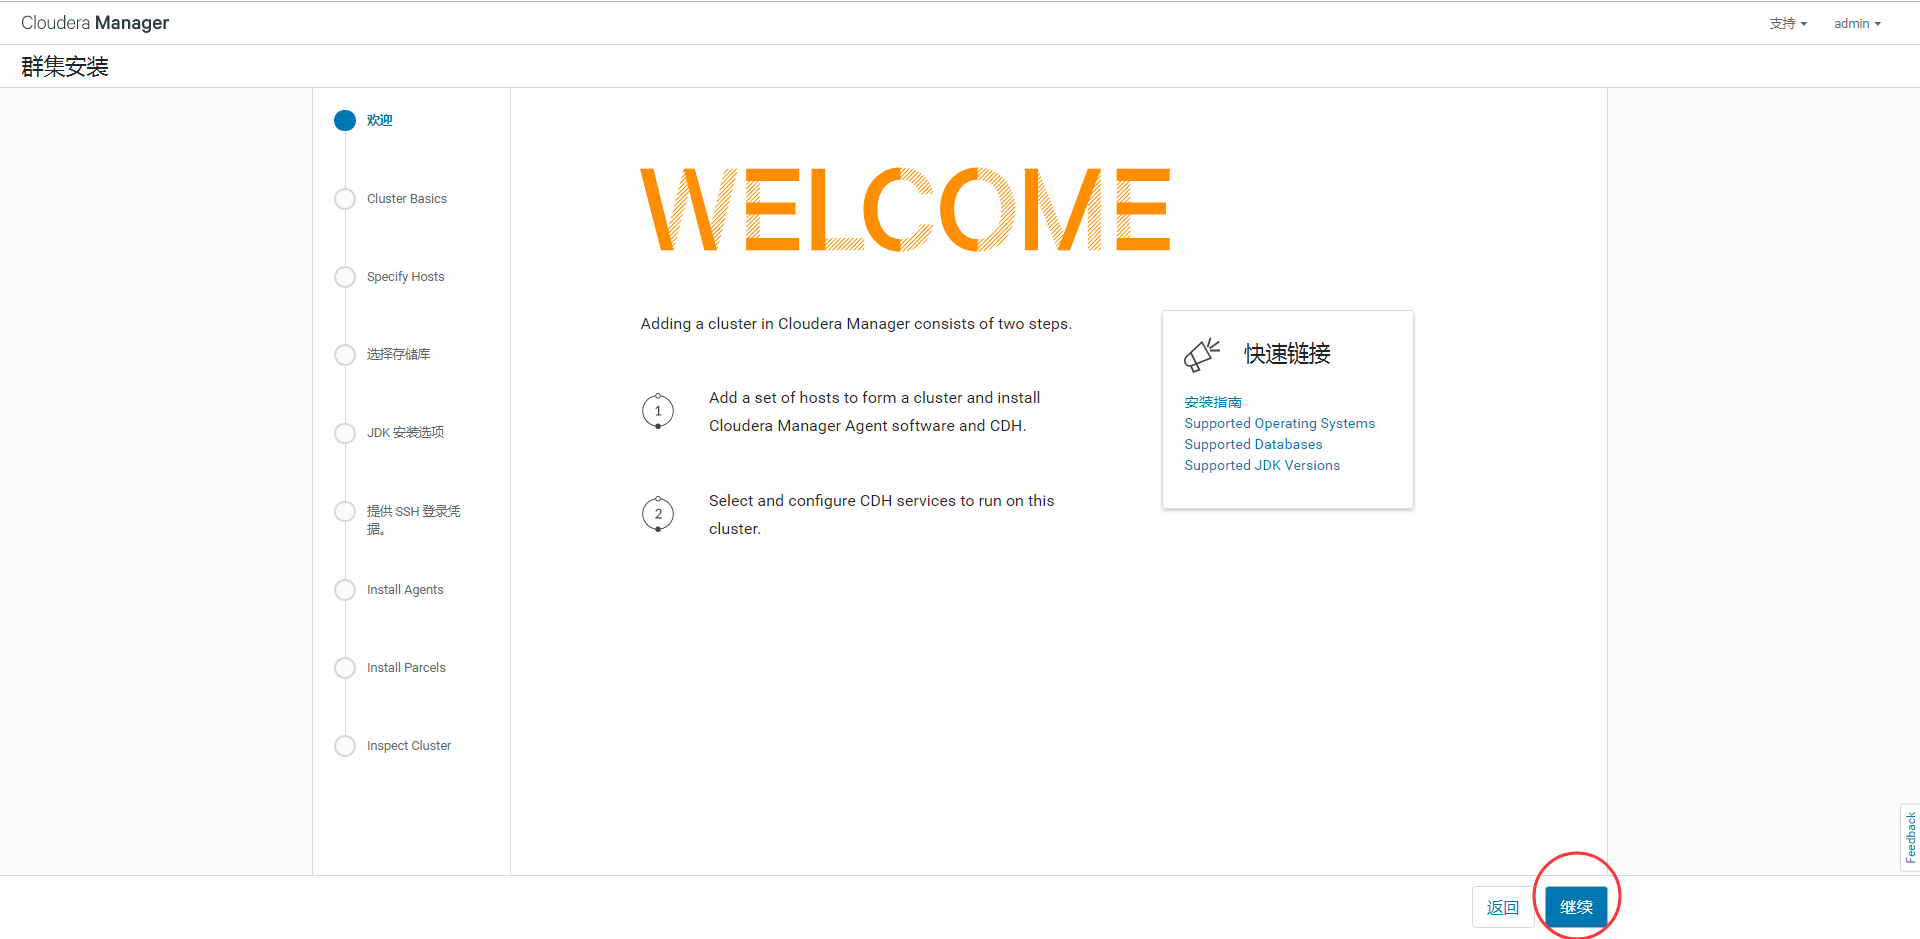 Cloudera Manager
支持
admin
群集安装
欢迎
Cluster Basics
Specify Hosts
选择存储库
JDK 安装选项
提供 SSH 登录凭
据。
Install Agents
Install Parcels
Inspect Cluster
WELCOME
Adding a cluster in Cloudera Manager consists of two steps.
1
Add a set of hosts to form a cluster and install
Cloudera Manager Agent software and CDH.
2
Select and configure CDH services to run on this
cluster.
快速链接
安装指南
Supported Operating Systems
Supported Databases
Supported JDK Versions
Feedback
返回
继续